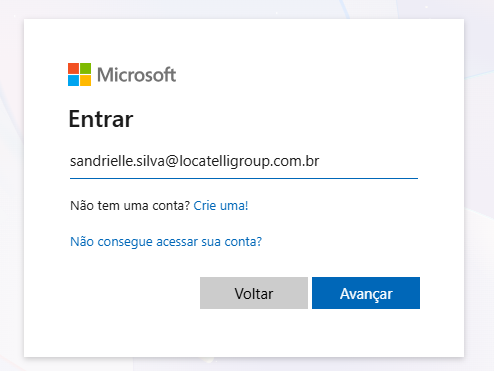 Microsoft
Entrar
sandrielle.silva@locatelligroup.com.br
Não tem uma conta? Crie uma!
Não consegue acessar sua conta?
Voltar Avançar